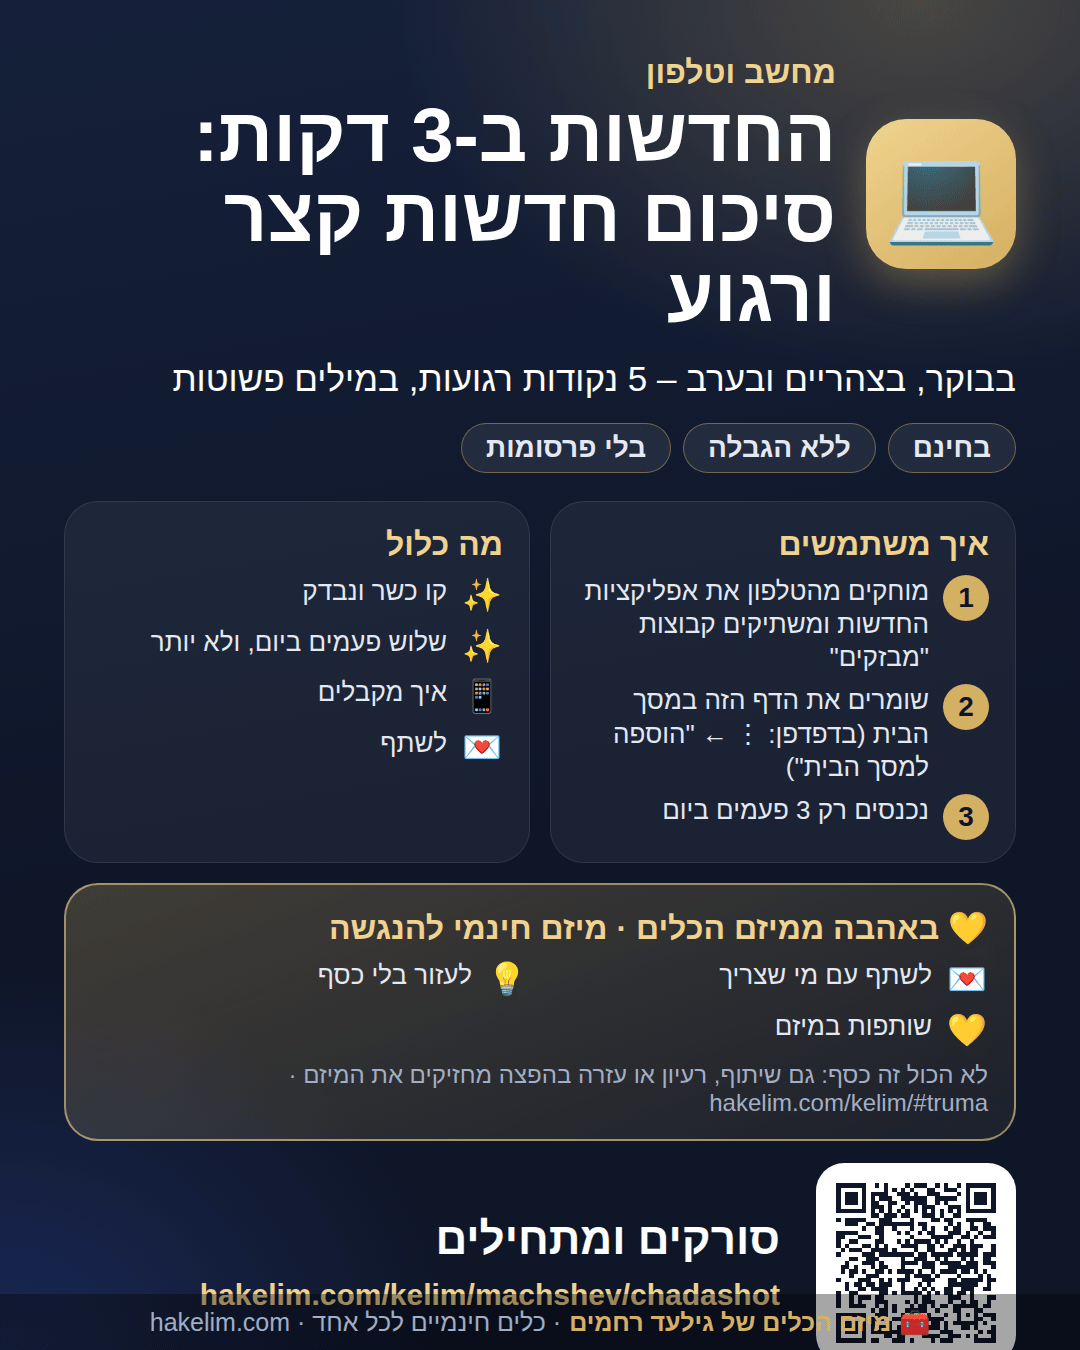 מחשב וטלפון
החדשות ב-3 דקות:
סיכום חדשות קצר
ורגוע
בבוקר, בצהריים ובערב – 5 נקודות רגועות, במילים פשוטות
בחינם
ללא הגבלה
בלי פרסומות
איך משתמשים
1
מוחקים מהטלפון את אפליקציות
החדשות ומשתיקים קבוצות
"מבזקים"
2
שומרים את הדף הזה במסך
הבית (בדפדפן: ⋮ ← "הוספה
למסך הבית")
3
נכנסים רק 3 פעמים ביום
מה כלול
קו כשר ונבדק
שלוש פעמים ביום, ולא יותר
איך מקבלים
לשתף
באהבה ממיזם הכלים · מיזם חינמי להנגשה
לשתף עם מי שצריך
לעזור בלי כסף
שותפות במיזם
לא הכול זה כסף: גם שיתוף, רעיון או עזרה בהפצה מחזיקים את המיזם ·
hakelim.com/kelim/#truma
סורקים ומתחילים
hakelim.com/kelim/machshev/chadashot
מיזם הכלים של גילעד רחמים · כלים חינמיים לכל אחד · hakelim.com